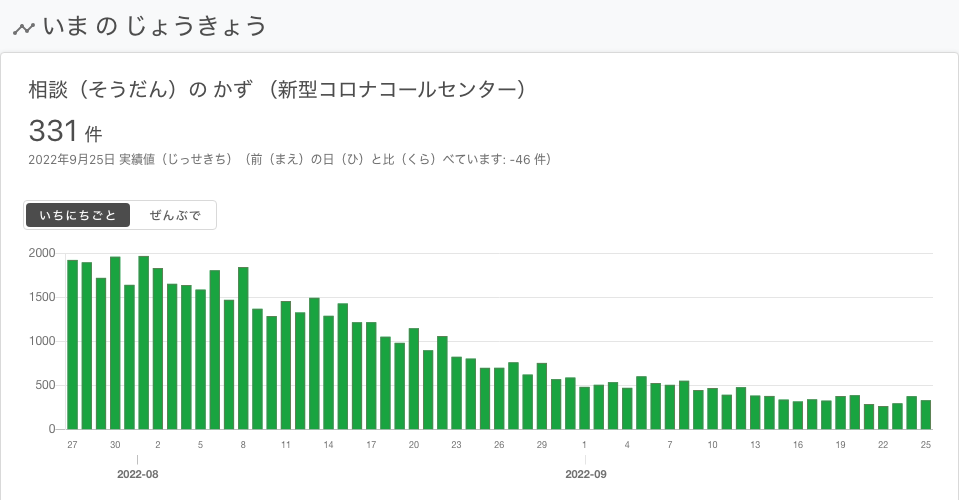 いま の じょうきょう
相談（そうだん）の かず （新型コロナコールセンター）
331 件
2022年9月25日 実績値（じっせきち）（前（まえ）の日（ひ）と比（くら）べています: -46 件）
いちにちごと ぜんぶで
2000
1500
1000
500
0
27 30 2 5 8 11 14 17 20 23 26 29 1 4 7 10 13 16 19 22 25
2022-08 2022-09